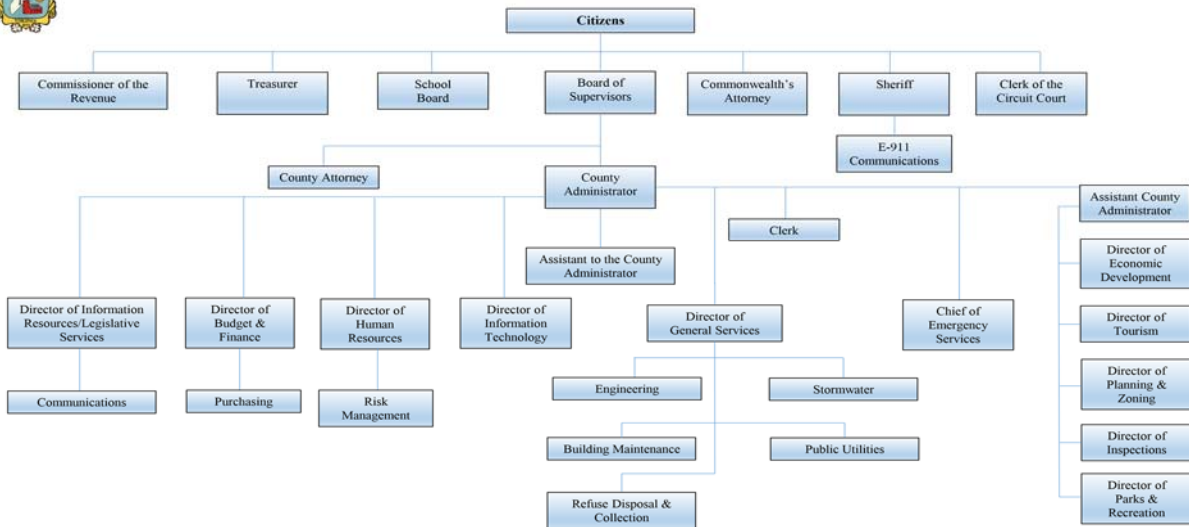 Citizens
Commissioner of the
Revenue
Treasurer
School
Board
Board of
Supervisors
Commonwealth's
Attorney
Sheriff
Clerk of the
Circuit Court
E-911
Communications
County Attorney
County
Administrator
Assistant County
Administrator
Clerk
Assistant to the County
Administrator
Director of
Economic
Development
Director of Information
Resources/Legislative
Services
Director of
Budget &
Finance
Director of
Human
Resources
Director of
Information
Technology
Director of
General Services
Chief of
Emergency
Services
Director of
Tourism
Communications
Purchasing
Risk
Management
Engineering
Stormwater
Director of
Planning &
Zoning
Building Maintenance
Public Utilities
Director of
Inspections
Refuse Disposal &
Collection
Director of
Parks &
Recreation